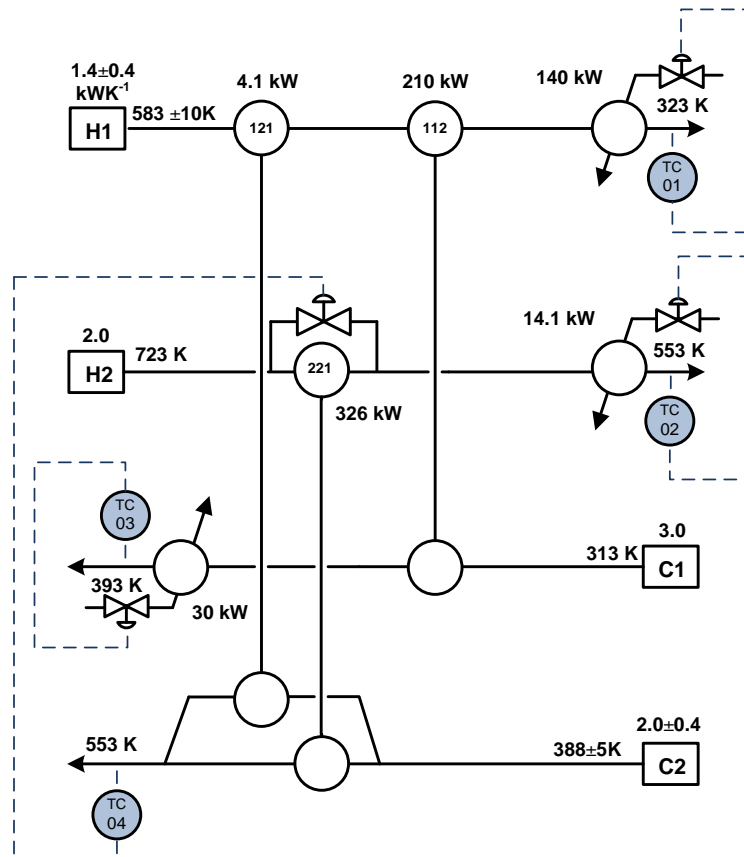 1.4±0.4
kWK⁻¹
4.1 kW
210 kW
140 kW
H1
583 ±10K
121
112
323 K
TC
01
2.0
H2
723 K
221
326 kW
14.1 kW
553 K
TC
02
TC
03
393 K
30 kW
313 K
3.0
C1
553 K
388±5K
2.0±0.4
C2
TC
04